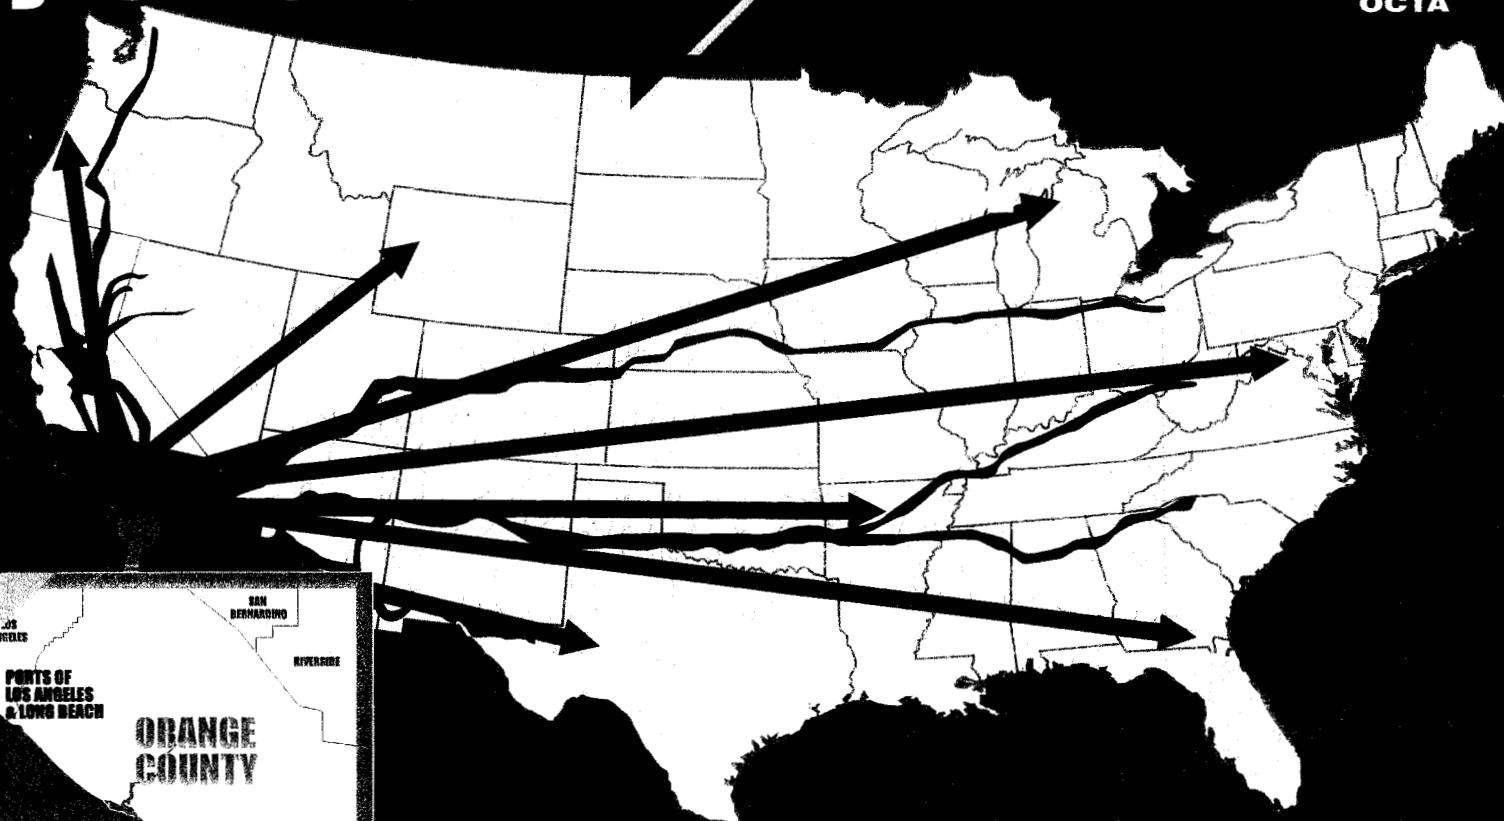 OCTA
SAN
BERNARDINO
RIVERSIDE
PORTS OF
LOS ANGELES
& LONG BEACH
ORANGE
COUNTY